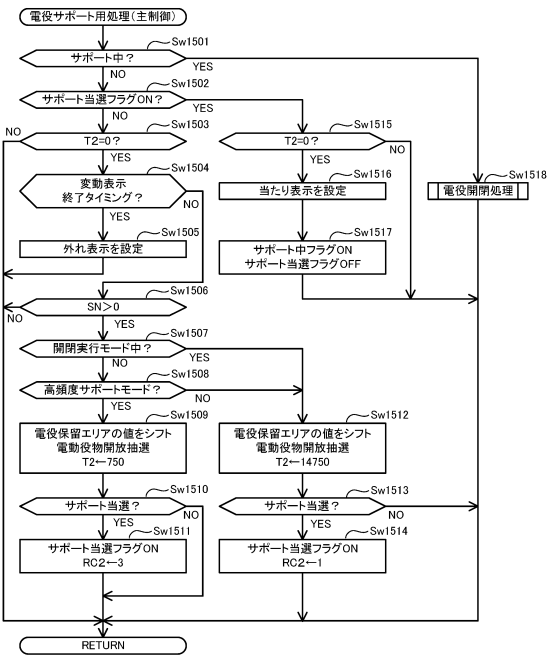 電役サポート用処理(主制御)
Sw1501
サポート中？
YES
NO
Sw1502
サポート当選フラグON？
YES
NO
Sw1503
NO
T2=0？
YES
Sw1515
T2=0？
NO
YES
Sw1504
変動表示
終了タイミング？
NO
YES
Sw1516
当たり表示を設定
Sw1518
電役開閉処理
Sw1505
外れ表示を設定
Sw1517
サポート中フラグON
サポート当選フラグOFF
Sw1506
SN＞0
NO
YES
Sw1507
開閉実行モード中？
YES
NO
Sw1508
高頻度サポートモード？
NO
YES
Sw1509
電役保留エリアの値をシフト
電動役物開放抽選
T2←750
Sw1512
電役保留エリアの値をシフト
電動役物開放抽選
T2←14750
Sw1510
サポート当選？
NO
YES
Sw1513
サポート当選？
NO
YES
Sw1511
サポート当選フラグON
RC2←3
Sw1514
サポート当選フラグON
RC2←1
RETURN